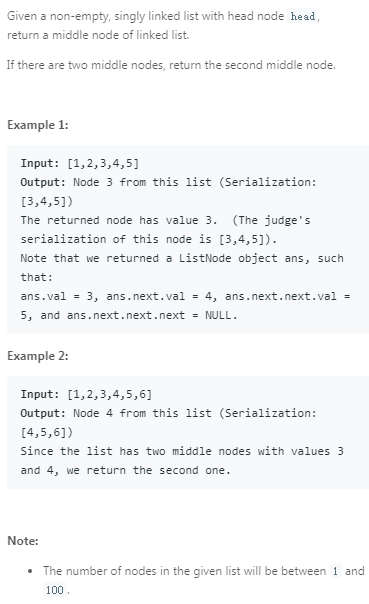 Given a non-empty, singly linked list with head node head,
return a middle node of linked list.
If there are two middle nodes, return the second middle node.
Example 1:
Input: [1,2,3,4,5]
Output: Node 3 from this list (Serialization:
[3,4,5])
The returned node has value 3.  (The judge's
serialization of this node is [3,4,5]).
Note that we returned a ListNode object ans, such
that:
ans.val = 3, ans.next.val = 4, ans.next.next.val =
5, and ans.next.next.next = NULL.
Example 2:
Input: [1,2,3,4,5,6]
Output: Node 4 from this list (Serialization:
[4,5,6])
Since the list has two middle nodes with values 3
and 4, we return the second one.
Note:
• The number of nodes in the given list will be between 1 and
100.